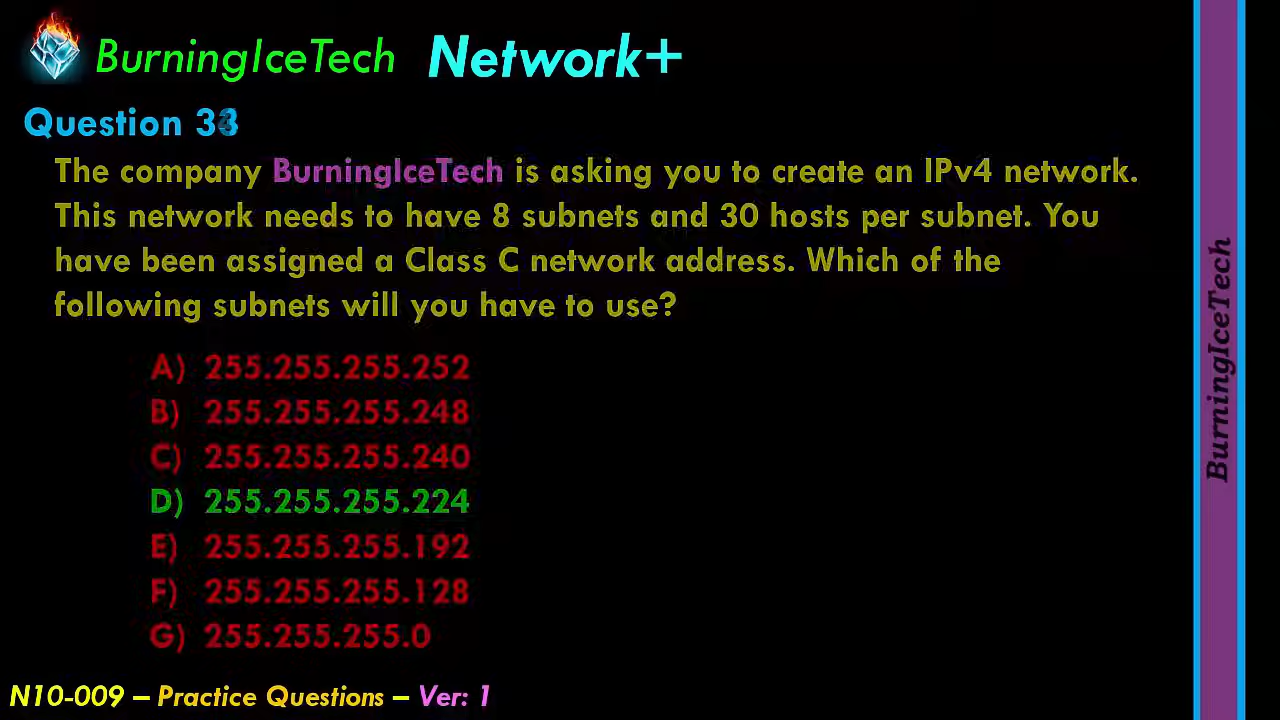 BurningIceTech Network+
Question 33
The company BurningIceTech is asking you to create an IPv4 network.
This network needs to have 8 subnets and 30 hosts per subnet. You
have been assigned a Class C network address. Which of the
following subnets will you have to use?
A) 255.255.255.252
B) 255.255.255.248
C) 255.255.255.240
D) 255.255.255.224
E) 255.255.255.192
F) 255.255.255.128
G) 255.255.255.0
N10-009 – Practice Questions – Ver: 1
BurningIceTech